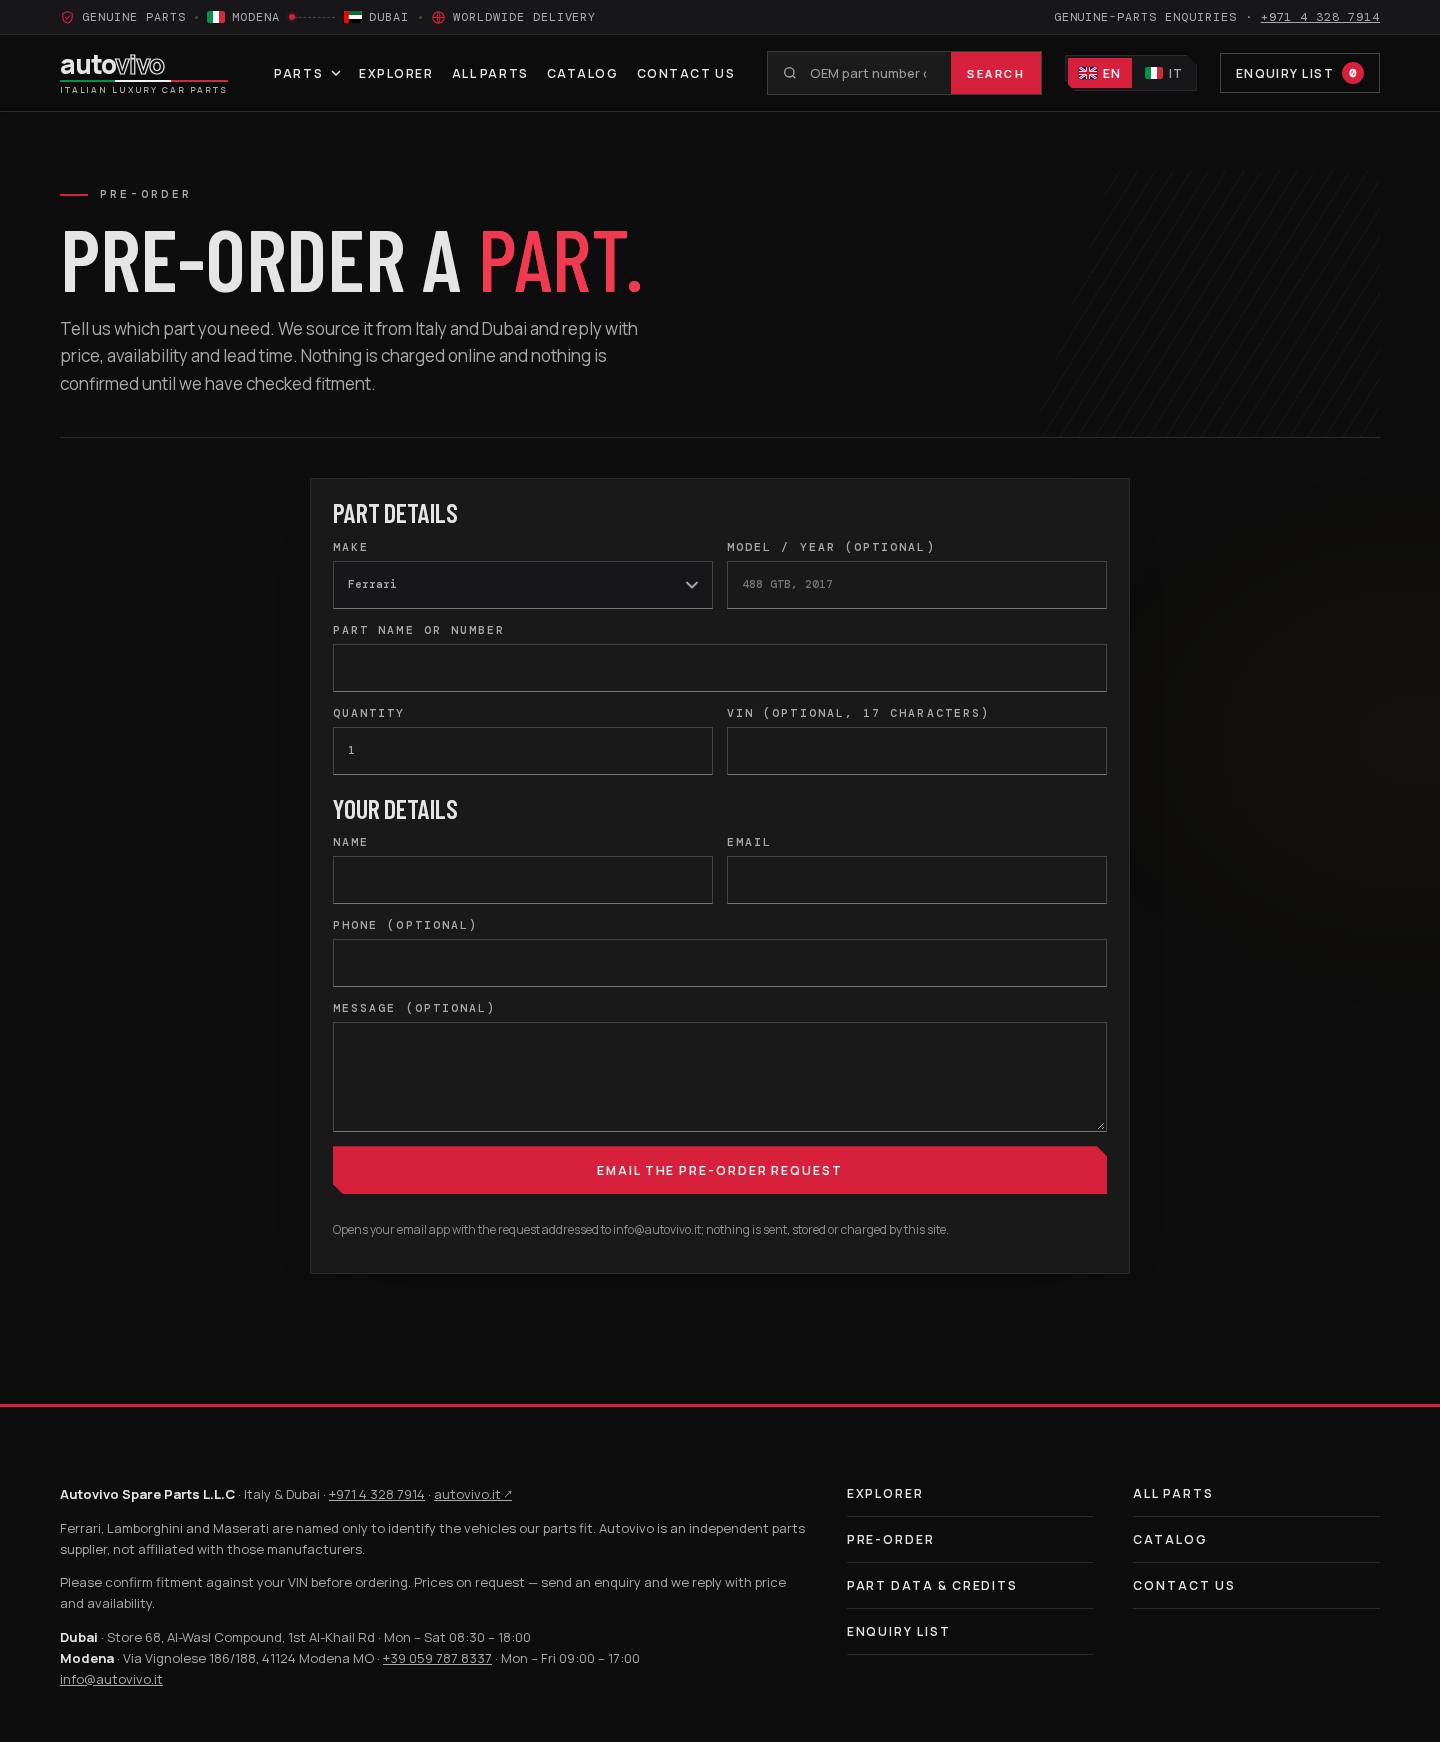 GENUINE PARTS • MODENA DUBAI • WORLDWIDE DELIVERY
GENUINE-PARTS ENQUIRIES · +971 4 328 7914
autovivo
ITALIAN LUXURY CAR PARTS
PARTS EXPLORER ALL PARTS CATALOG CONTACT US
OEM part number
SEARCH
EN IT
ENQUIRY LIST 0
PRE-ORDER
PRE-ORDER A PART.
Tell us which part you need. We source it from Italy and Dubai and reply with
price, availability and lead time. Nothing is charged online and nothing is
confirmed until we have checked fitment.
PART DETAILS
MAKE
MODEL / YEAR (OPTIONAL)
Ferrari
488 GTB, 2017
PART NAME OR NUMBER
QUANTITY
VIN (OPTIONAL, 17 CHARACTERS)
1
YOUR DETAILS
NAME
EMAIL
PHONE (OPTIONAL)
MESSAGE (OPTIONAL)
EMAIL THE PRE-ORDER REQUEST
Opens your email app with the request addressed to info@autovivo.it; nothing is sent, stored or charged by this site.
Autovivo Spare Parts L.L.C · Italy & Dubai · +971 4 328 7914 · autovivo.it ↗
Ferrari, Lamborghini and Maserati are named only to identify the vehicles our parts fit. Autovivo is an independent parts
supplier, not affiliated with those manufacturers.
Please confirm fitment against your VIN before ordering. Prices on request — send an enquiry and we reply with price
and availability.
Dubai · Store 68, Al-Wasl Compound, 1st Al-Khail Rd · Mon – Sat 08:30 – 18:00
Modena · Via Vignolese 186/188, 41124 Modena MO · +39 059 787 8337 · Mon – Fri 09:00 – 17:00
info@autovivo.it
EXPLORER
PRE-ORDER
PART DATA & CREDITS
ENQUIRY LIST
ALL PARTS
CATALOG
CONTACT US